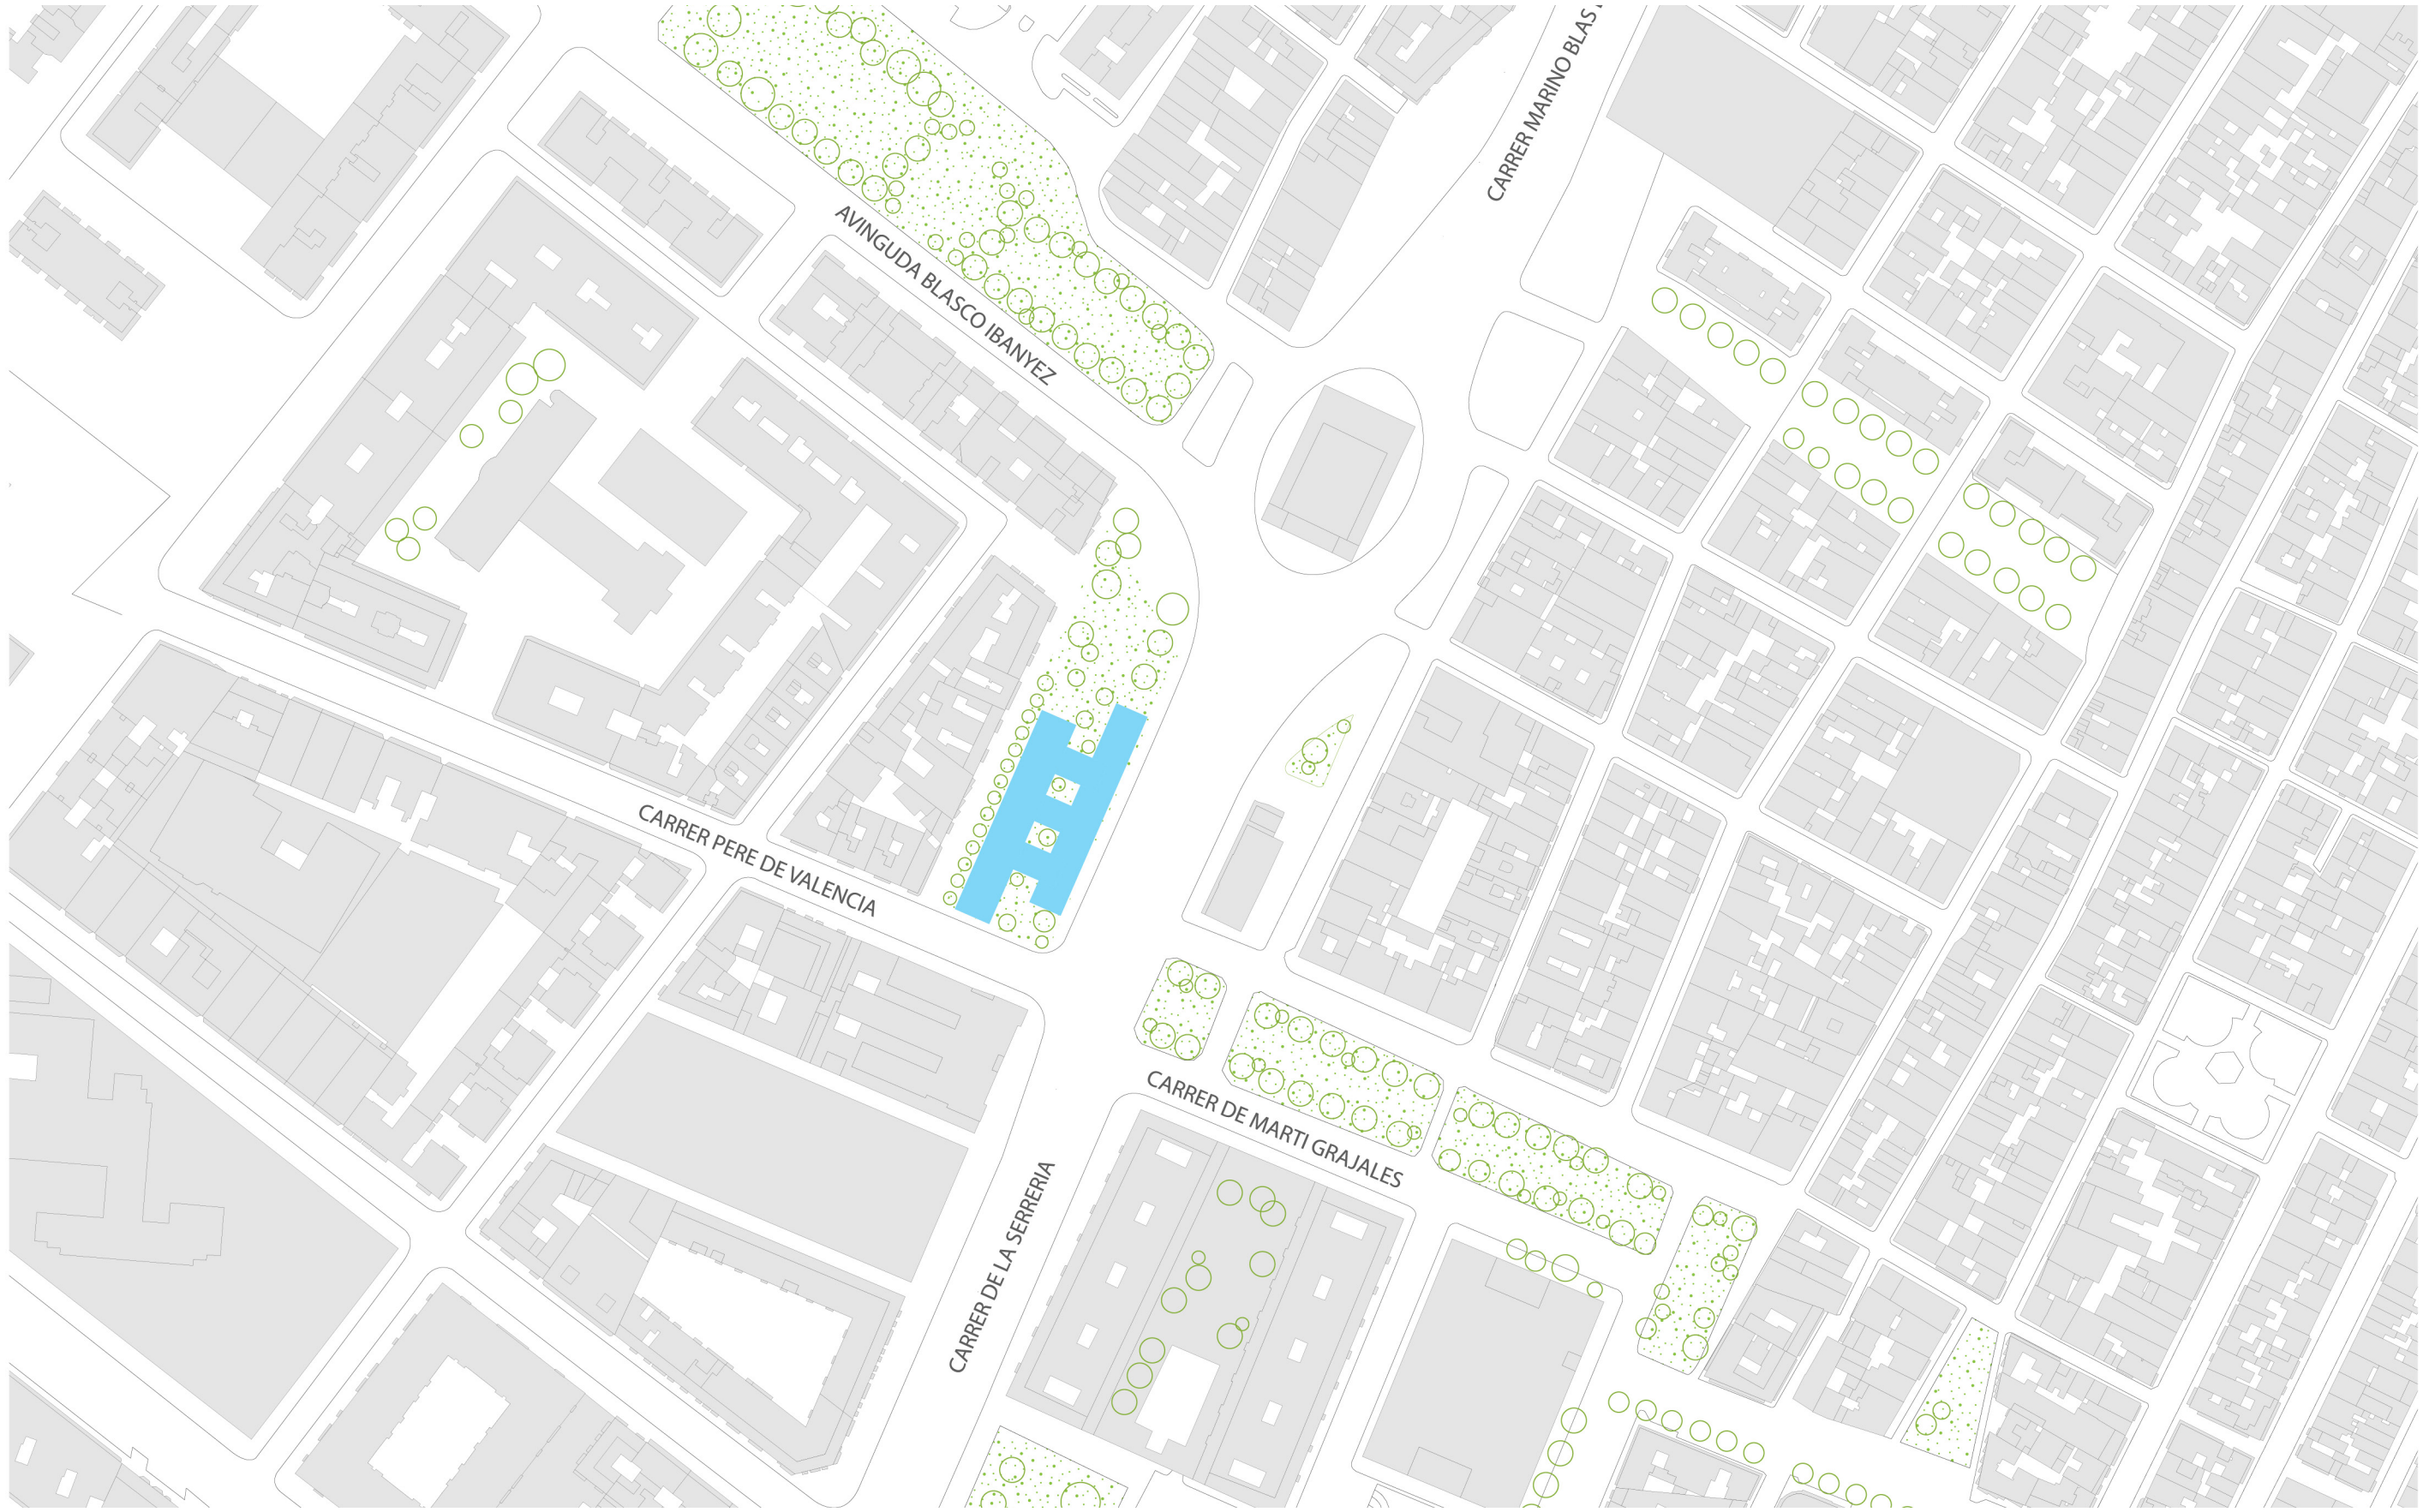 CARRER MARINO BLAS
AVINGUDA BLASCO IBANYEZ
CARRER PERE DE VALENCIA
CARRER DE MARTI GRAJALES
CARRER DE LA SERRERIA